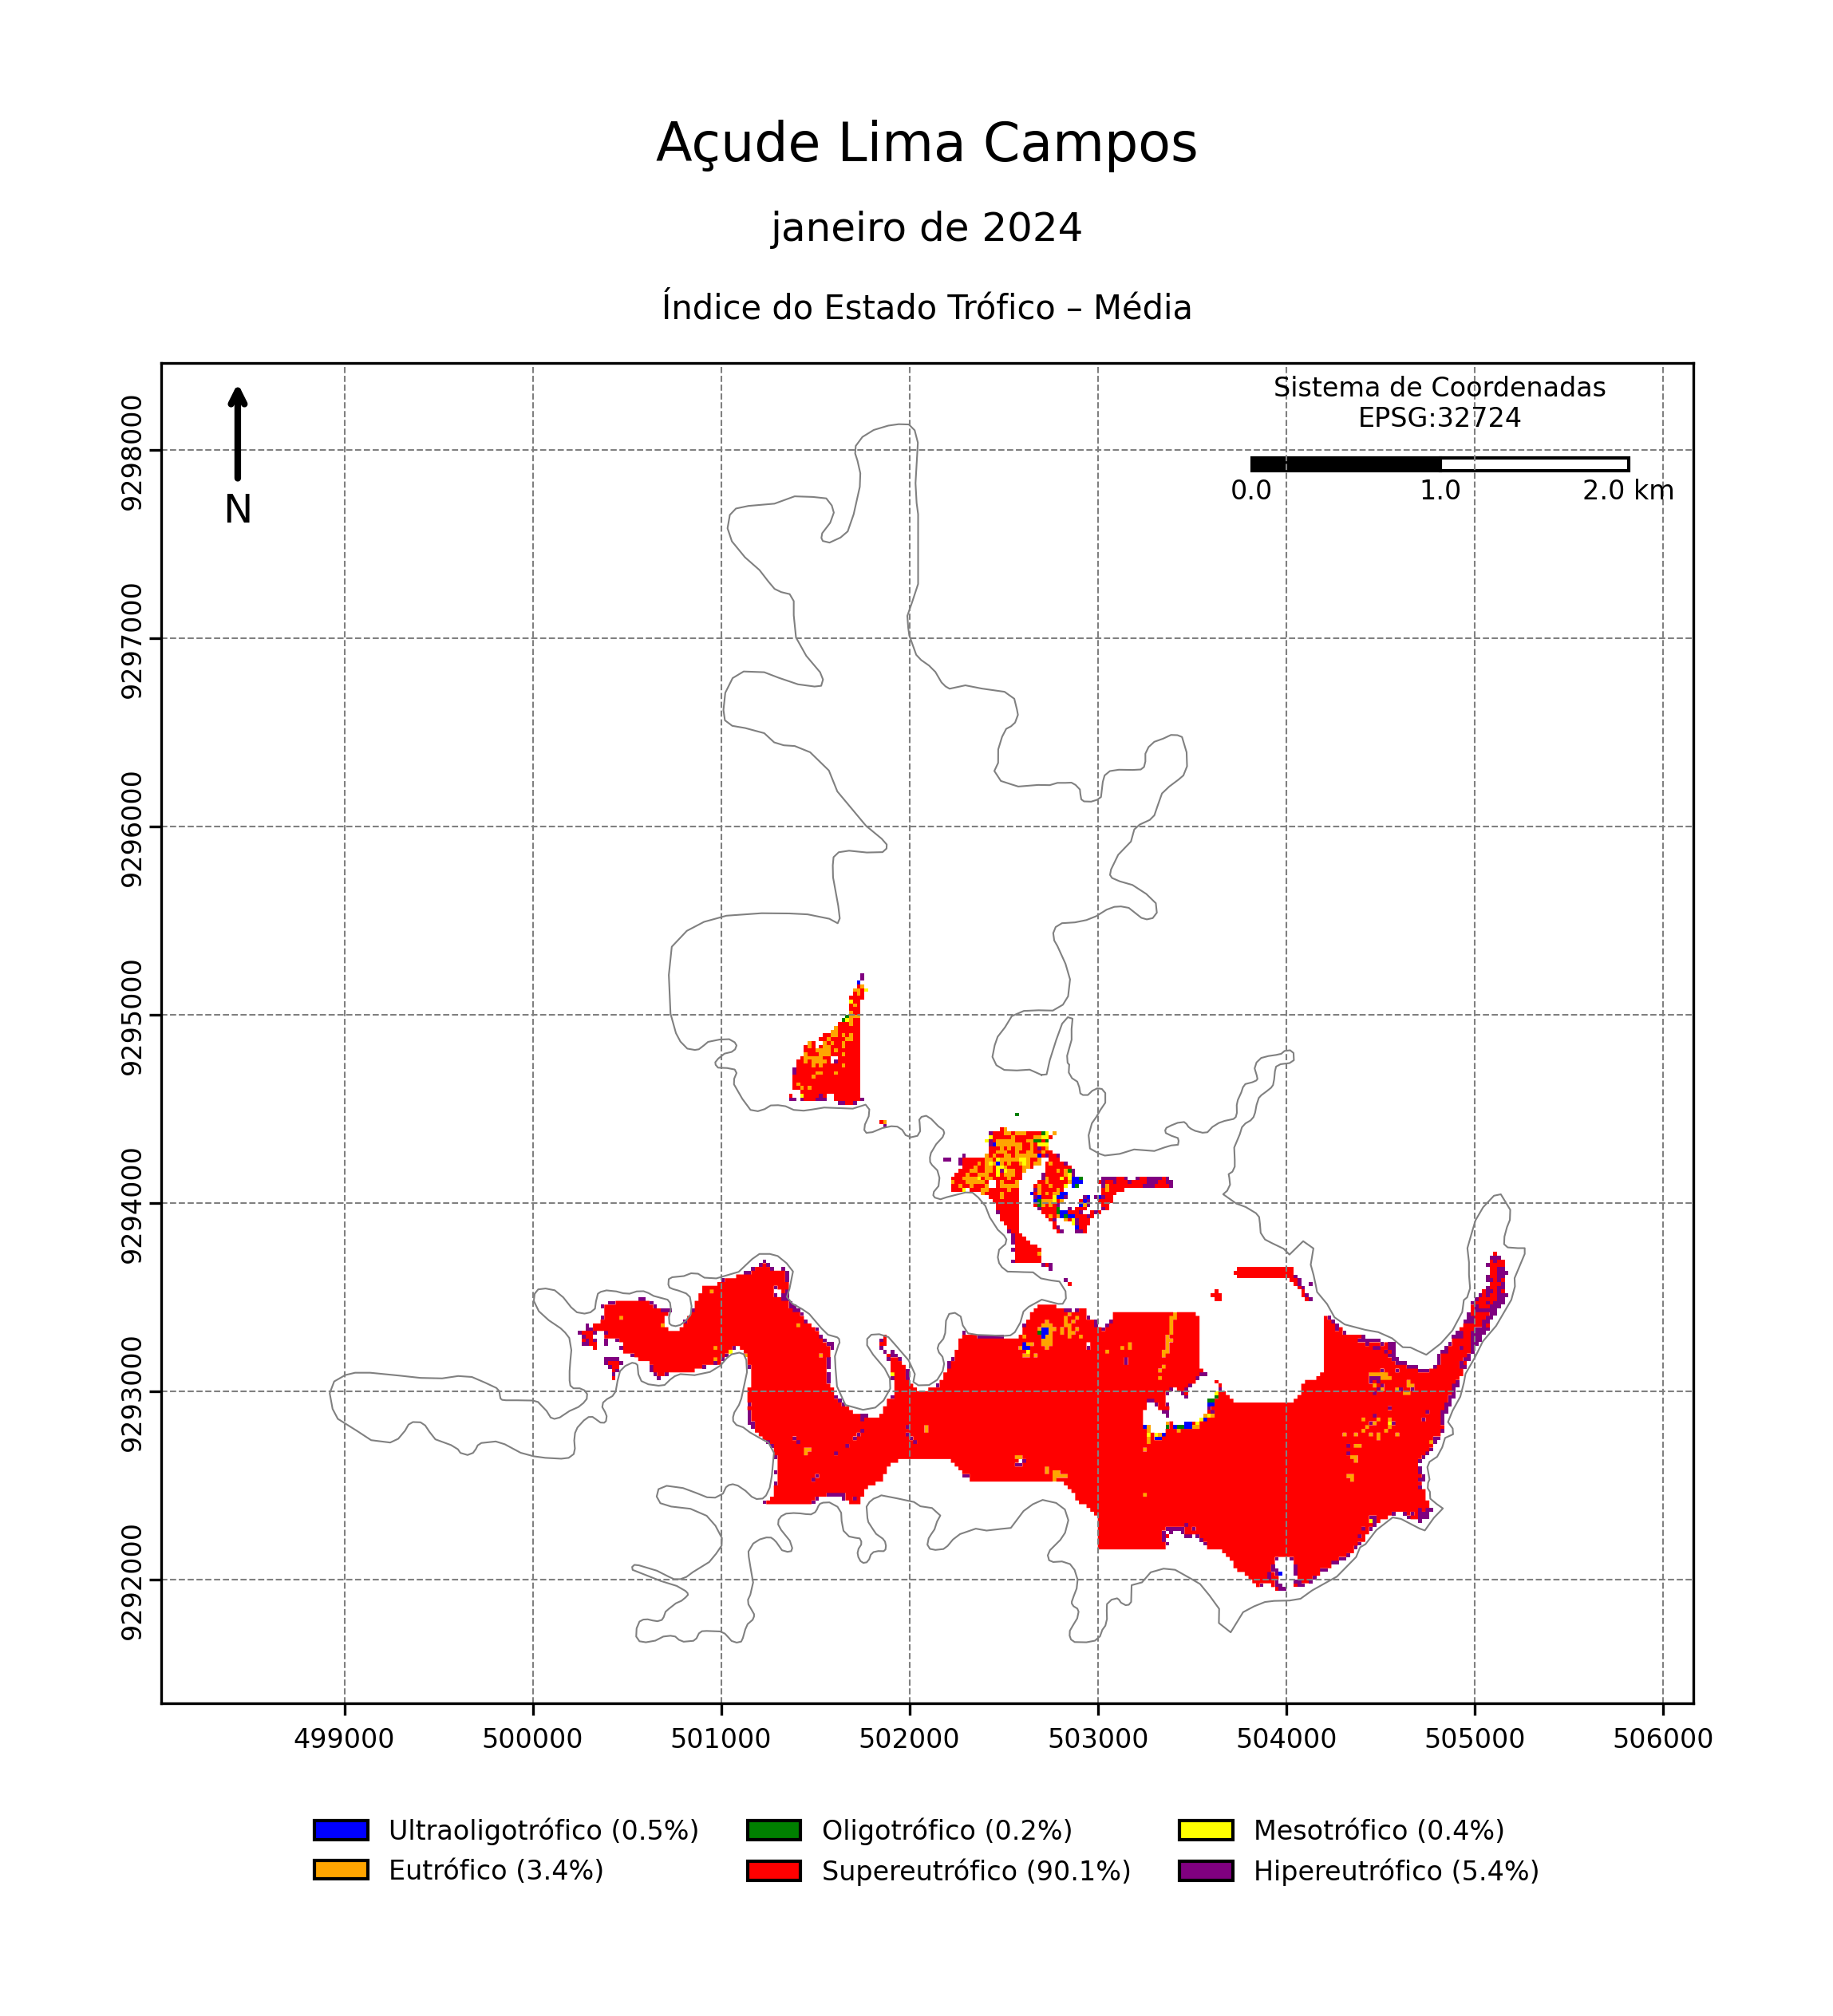 Açude Lima Campos
janeiro de 2024
Índice do Estado Trófico – Média
Sistema de Coordenadas
EPSG:32724
0.0 1.0 2.0 km
N
9298000
9297000
9296000
9295000
9294000
9293000
9292000
499000 500000 501000 502000 503000 504000 505000 506000
Ultraoligotrófico (0.5%) Oligotrófico (0.2%) Mesotrófico (0.4%)
Eutrófico (3.4%) Supereutrófico (90.1%) Hipereutrófico (5.4%)